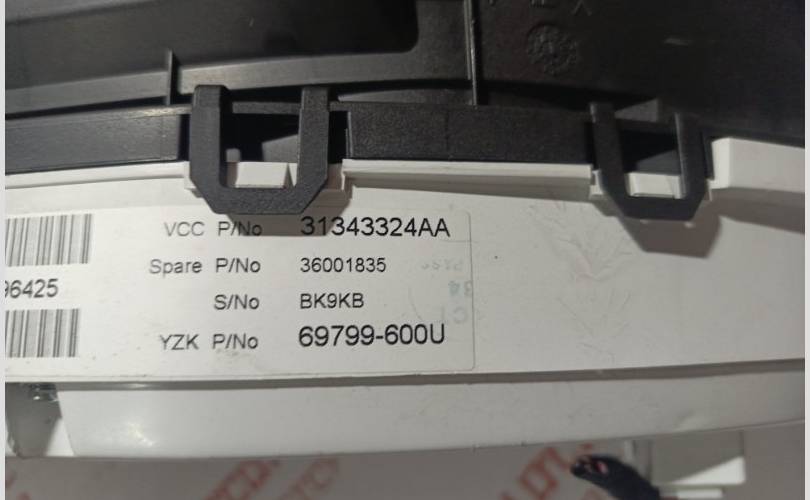 VCC P/No 31343324AA
Spare P/No 36001835
96425
S/No BK9KB
YZK P/No 69799-600U